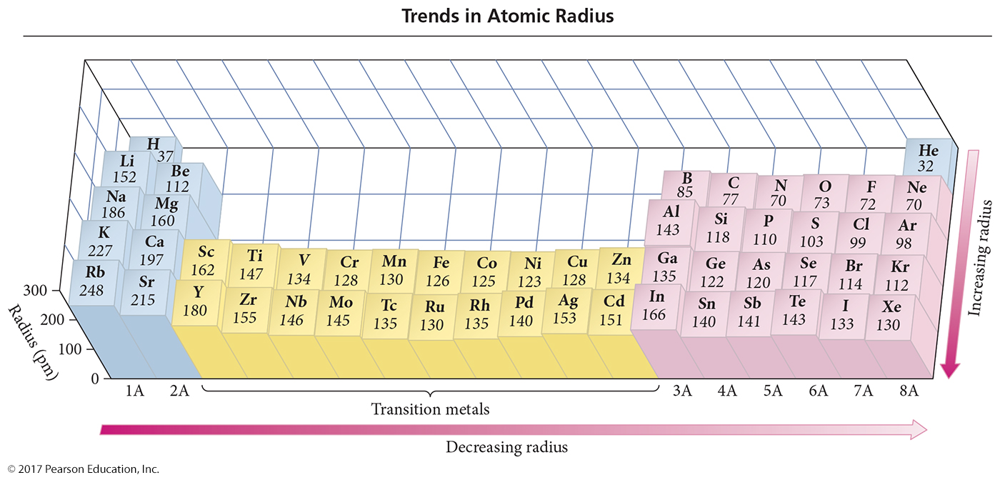 Trends in Atomic Radius
H
37
He
32
Li
152
Be
112
B
85
C
77
N
70
O
73
F
72
Ne
70
Na
186
Mg
160
Al
143
Si
118
P
110
S
103
Cl
99
Ar
98
K
227
Ca
197
Sc
162
Ti
147
V
134
Cr
128
Mn
130
Fe
126
Co
125
Ni
123
Cu
128
Zn
134
Ga
135
Ge
122
As
120
Se
117
Br
114
Kr
112
Rb
248
Sr
215
Y
180
Zr
155
Nb
146
Mo
145
Tc
135
Ru
130
Rh
135
Pd
140
Ag
153
Cd
151
In
166
Sn
140
Sb
141
Te
143
I
133
Xe
130
300
200
100
0
Radius (pm)
Increasing radius
1A 2A 3A 4A 5A 6A 7A 8A
Transition metals
Decreasing radius
© 2017 Pearson Education, Inc.